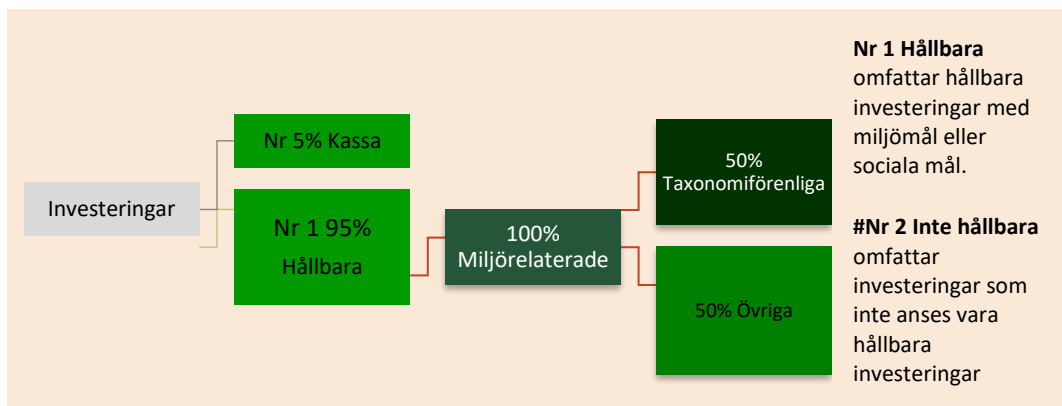 Investeringar
Nr 5% Kassa
Nr 1 95%
Hållbara
100%
Miljörelaterade
50%
Taxonomiförenliga
50% Övriga
Nr 1 Hållbara
omfattar hållbara
investeringar med
miljömål eller
sociala mål.
#Nr 2 Inte hållbara
omfattar
investeringar som
inte anses vara
hållbara
investeringar